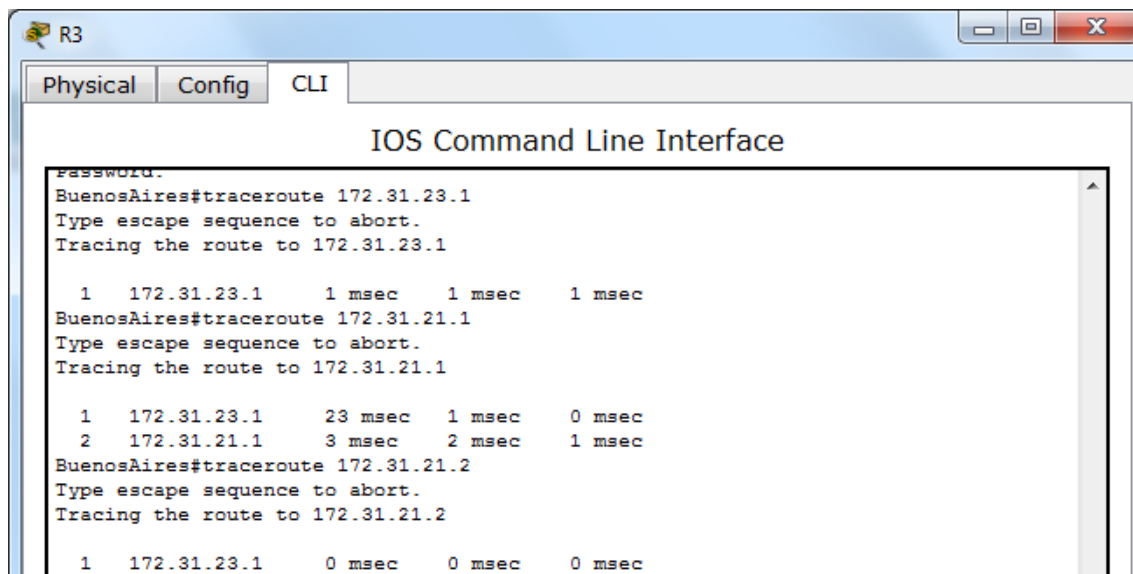 R3
Physical Config CLI
IOS Command Line Interface
Password:
BuenosAires#traceroute 172.31.23.1
Type escape sequence to abort.
Tracing the route to 172.31.23.1
1 172.31.23.1 1 msec 1 msec 1 msec
BuenosAires#traceroute 172.31.21.1
Type escape sequence to abort.
Tracing the route to 172.31.21.1
1 172.31.23.1 23 msec 1 msec 0 msec
2 172.31.21.1 3 msec 2 msec 1 msec
BuenosAires#traceroute 172.31.21.2
Type escape sequence to abort.
Tracing the route to 172.31.21.2
1 172.31.23.1 0 msec 0 msec 0 msec